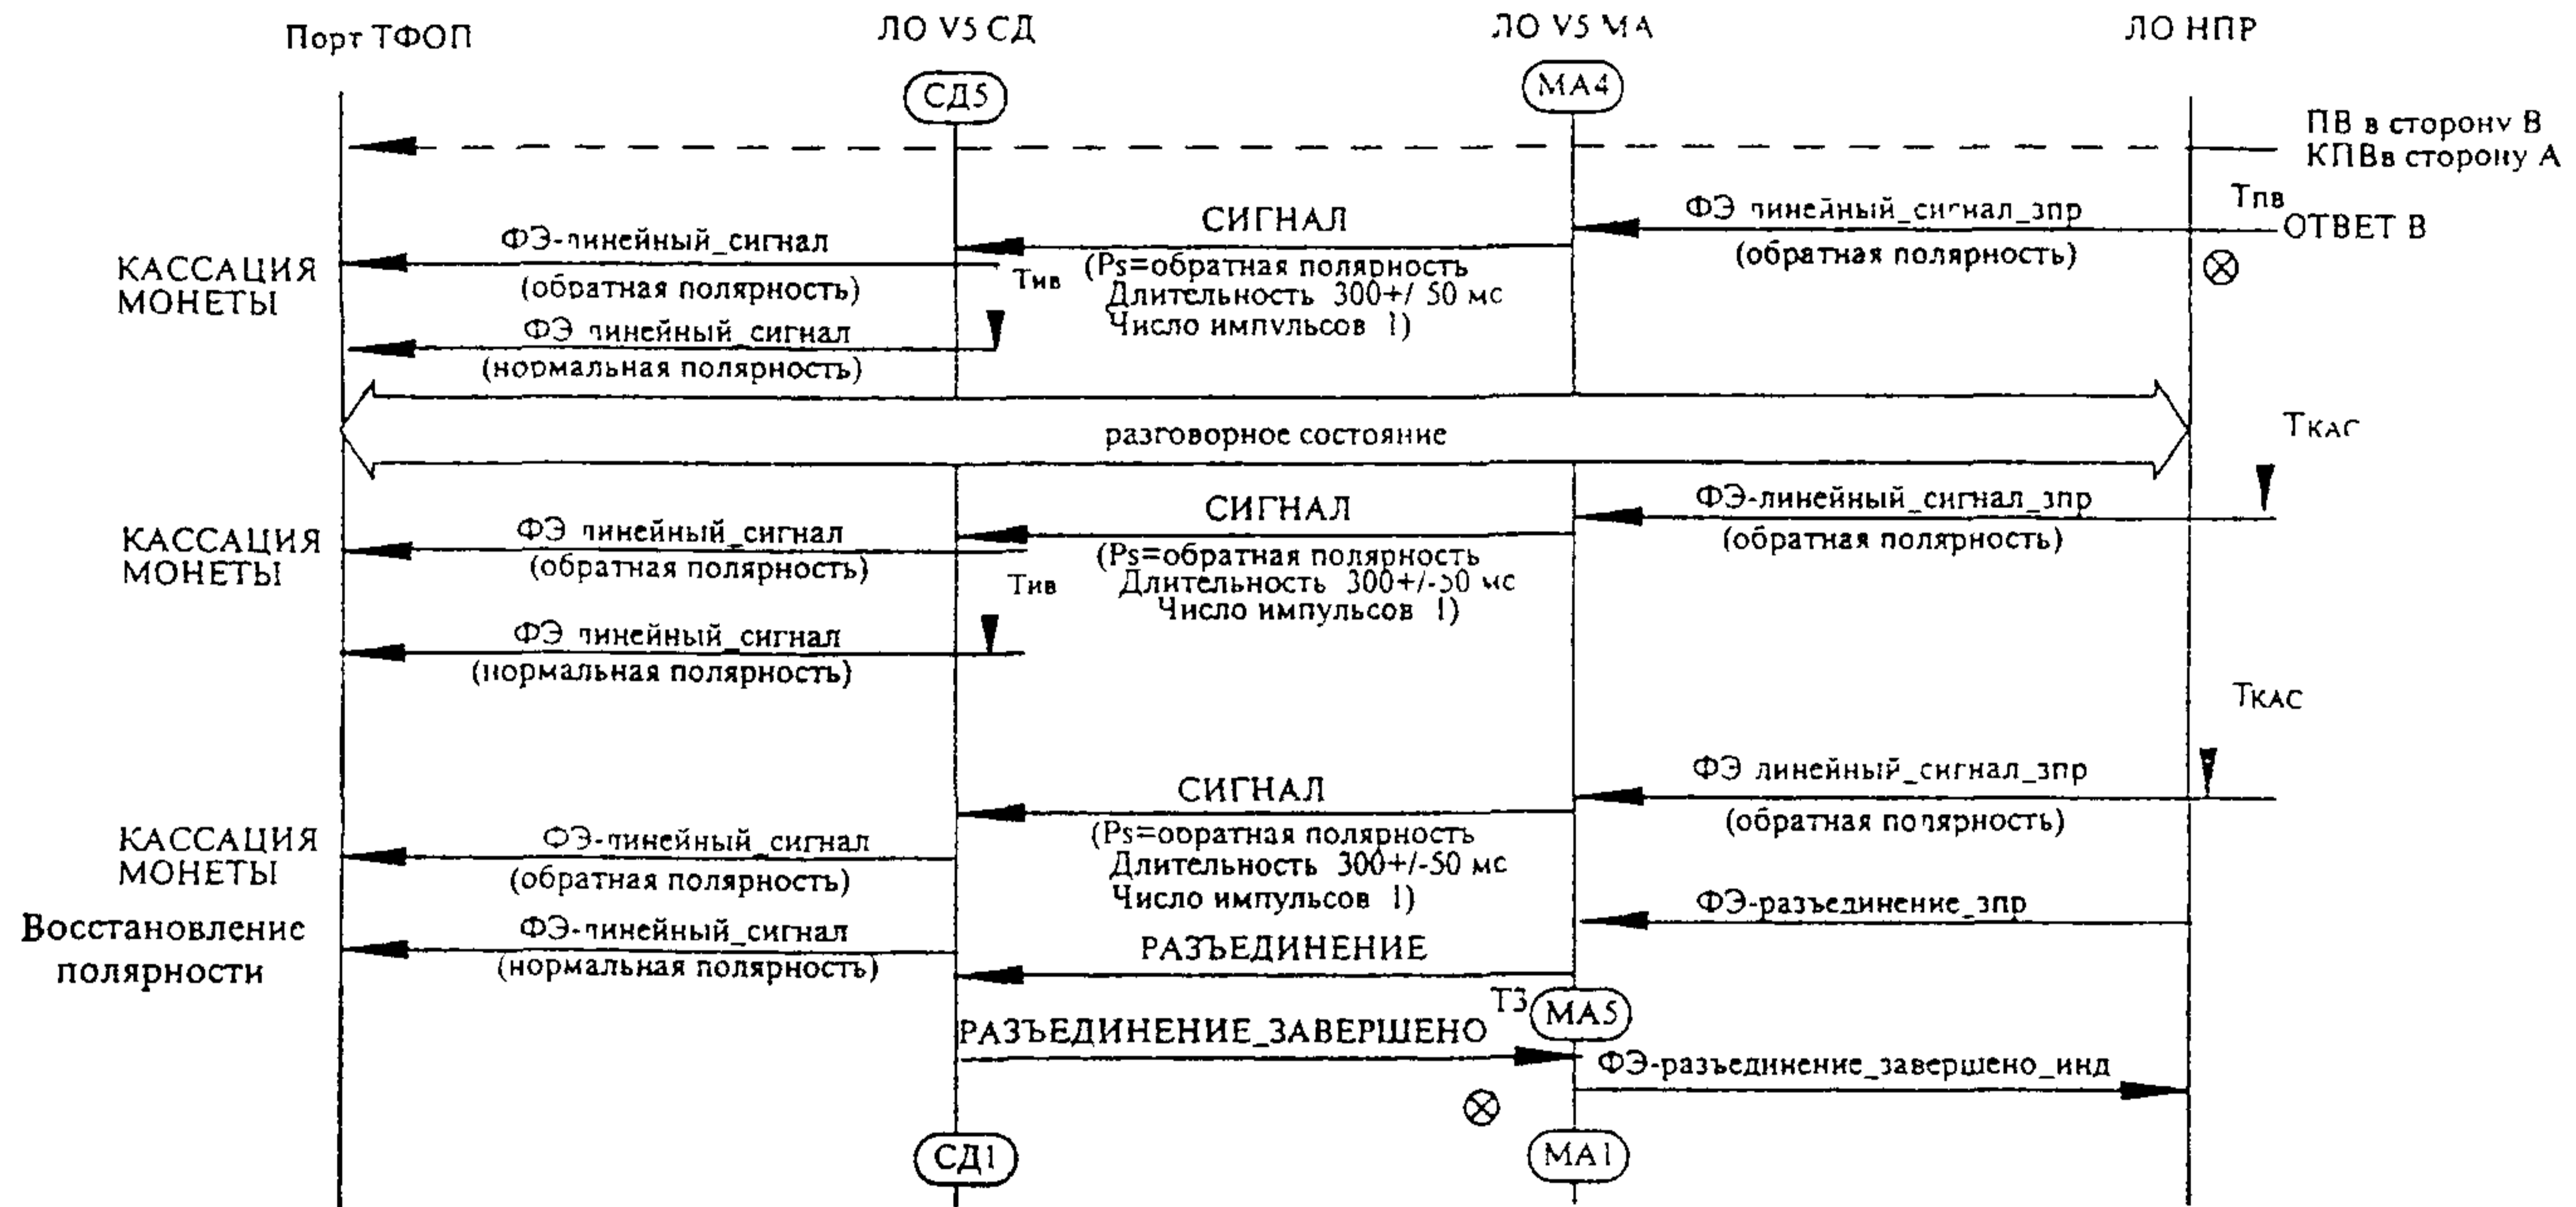 Порт ТФОП
ЛО V5 СД
ЛО V5 МА
ЛО НПР
СД5
МА4
ПВ в сторону В
КПВв сторону А
Тпв
ОТВЕТ В
ФЭ линейный_сигнал_зпр
(обратная полярность)
СИГНАЛ
(Ps=обратная полярность
Длительность 300+/ 50 мс
Число импульсов 1)
ФЭ-линейный_сигнал
(обратная полярность)
Тив
КАССАЦИЯ
МОНЕТЫ
ФЭ линейный_сигнал
(нормальная полярность)
разговорное состояние
ТКАС
ФЭ-линейный_сигнал_зпр
(обратная полярность)
СИГНАЛ
(Ps=обратная полярность
Длительность 300+/-50 мс
Число импульсов 1)
ФЭ линейный_сигнал
(обратная полярность)
Тив
КАССАЦИЯ
МОНЕТЫ
ФЭ линейный_сигнал
(нормальная полярность)
ТКАС
ФЭ линейный_сигнал_зпр
(обратная полярность)
СИГНАЛ
(Ps=обратная полярность
Длительность 300+/-50 мс
Число импульсов 1)
КАССАЦИЯ
МОНЕТЫ
ФЭ-линейный_сигнал
(обратная полярность)
ФЭ-разъединение_зпр
Восстановление
полярности
ФЭ-линейный_сигнал
(нормальная полярность)
РАЗЪЕДИНЕНИЕ
Т3
МА5
РАЗЪЕДИНЕНИЕ_ЗАВЕРШЕНО
ФЭ-разъединение_завершено_инд
СД1
МА1